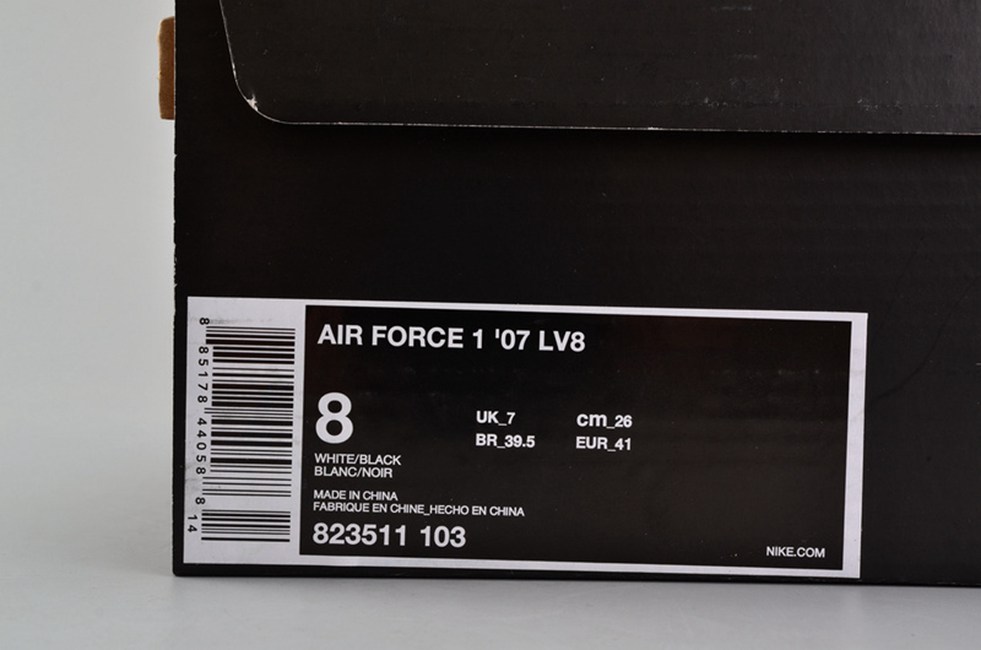 AIR FORCE 1 '07 LV8
8
UK_7
cm_26
BR_39.5
EUR_41
WHITE/BLACK
BLANC/NOIR
MADE IN CHINA
FABRIQUE EN CHINE_HECHO EN CHINA
823511 103
NIKE.COM
8 85178 44058 8 14